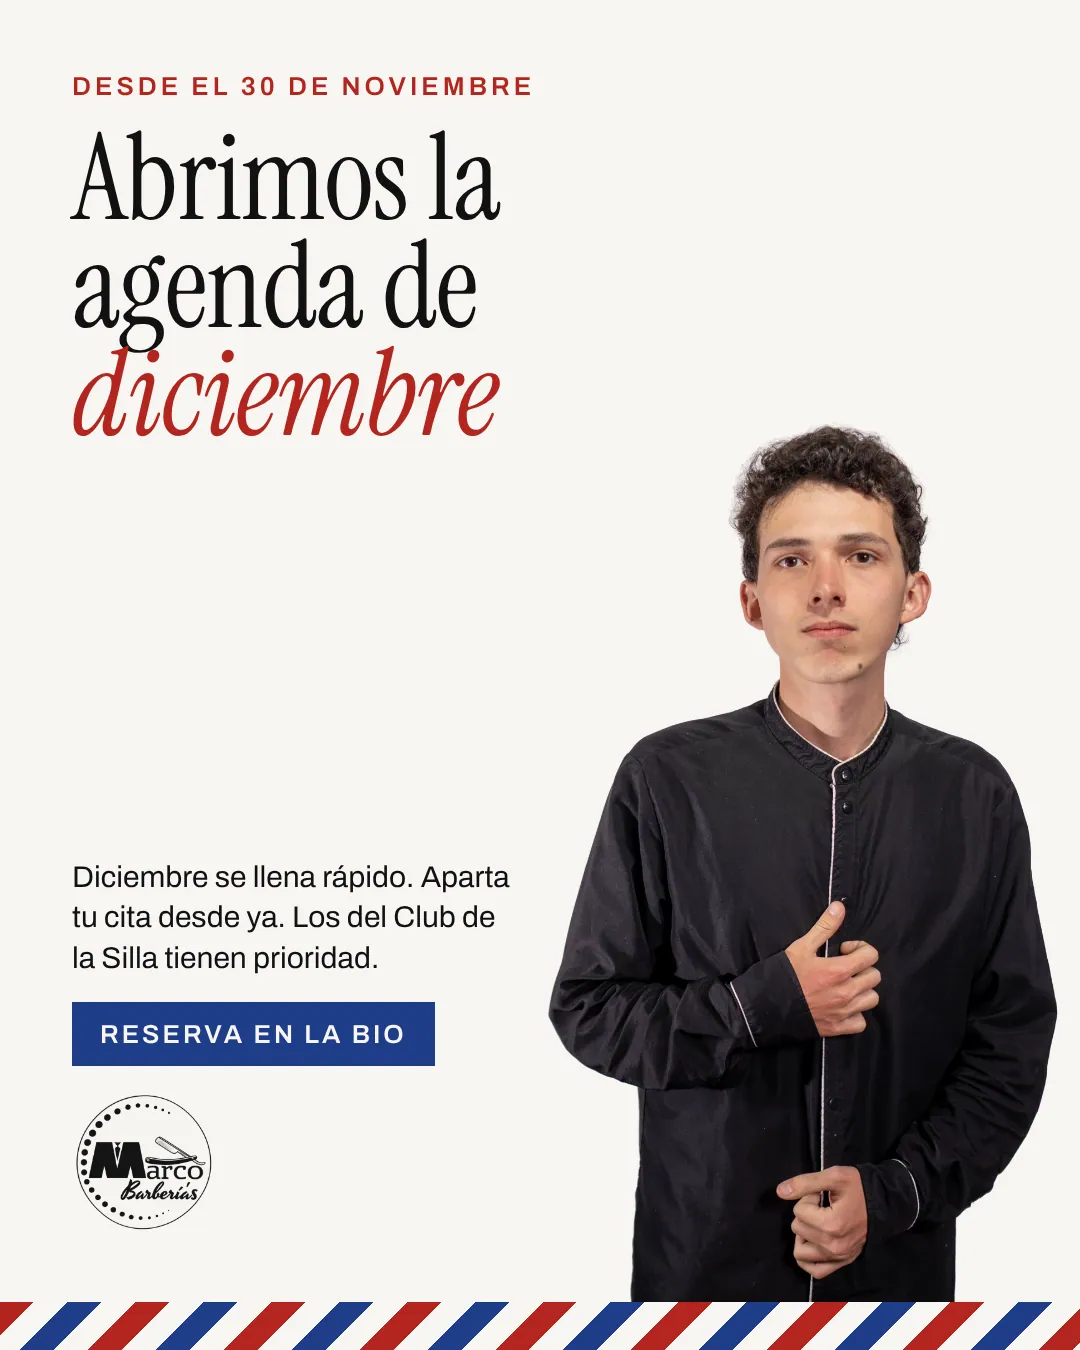 DESDE EL 30 DE NOVIEMBRE
Abrimos la
agenda de
diciembre
Diciembre se llena rápido. Aparta
tu cita desde ya. Los del Club de
la Silla tienen prioridad.
RESERVA EN LA BIO
Marco
Barberías